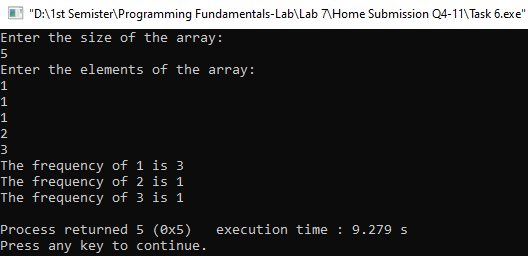 "D:\1st Semister\Programming Fundamentals-Lab\Lab 7\Home Submission Q4-11\Task 6.exe"
Enter the size of the array:
5
Enter the elements of the array:
1
1
1
2
3
The frequency of 1 is 3
The frequency of 2 is 1
The frequency of 3 is 1
Process returned 5 (0x5)   execution time : 9.279 s
Press any key to continue.